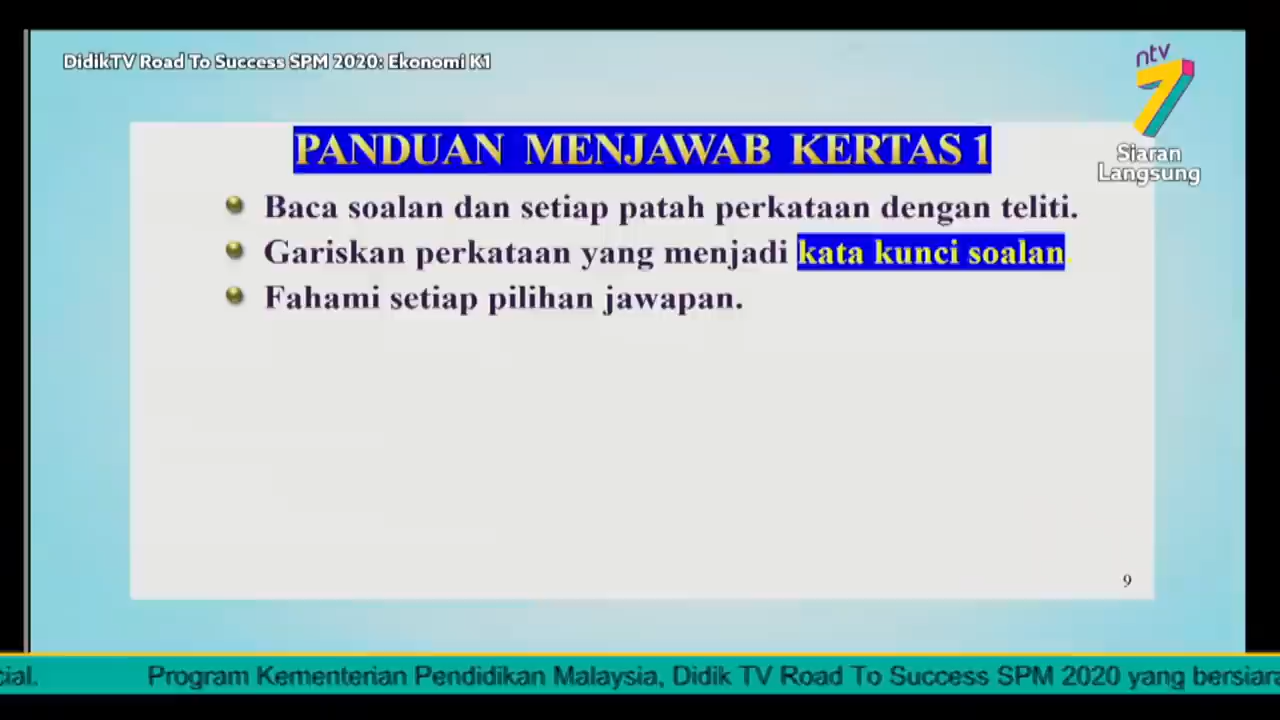 DidikTV Road To Success SPM 2020: Ekonomi K1
ntv
7
Siaran
Langsung
PANDUAN MENJAWAB KERTAS 1
Baca soalan dan setiap patah perkataan dengan teliti.
Gariskan perkataan yang menjadi kata kunci soalan.
Fahami setiap pilihan jawapan.
9
Program Kementerian Pendidikan Malaysia, Didik TV Road To Success SPM 2020 yang